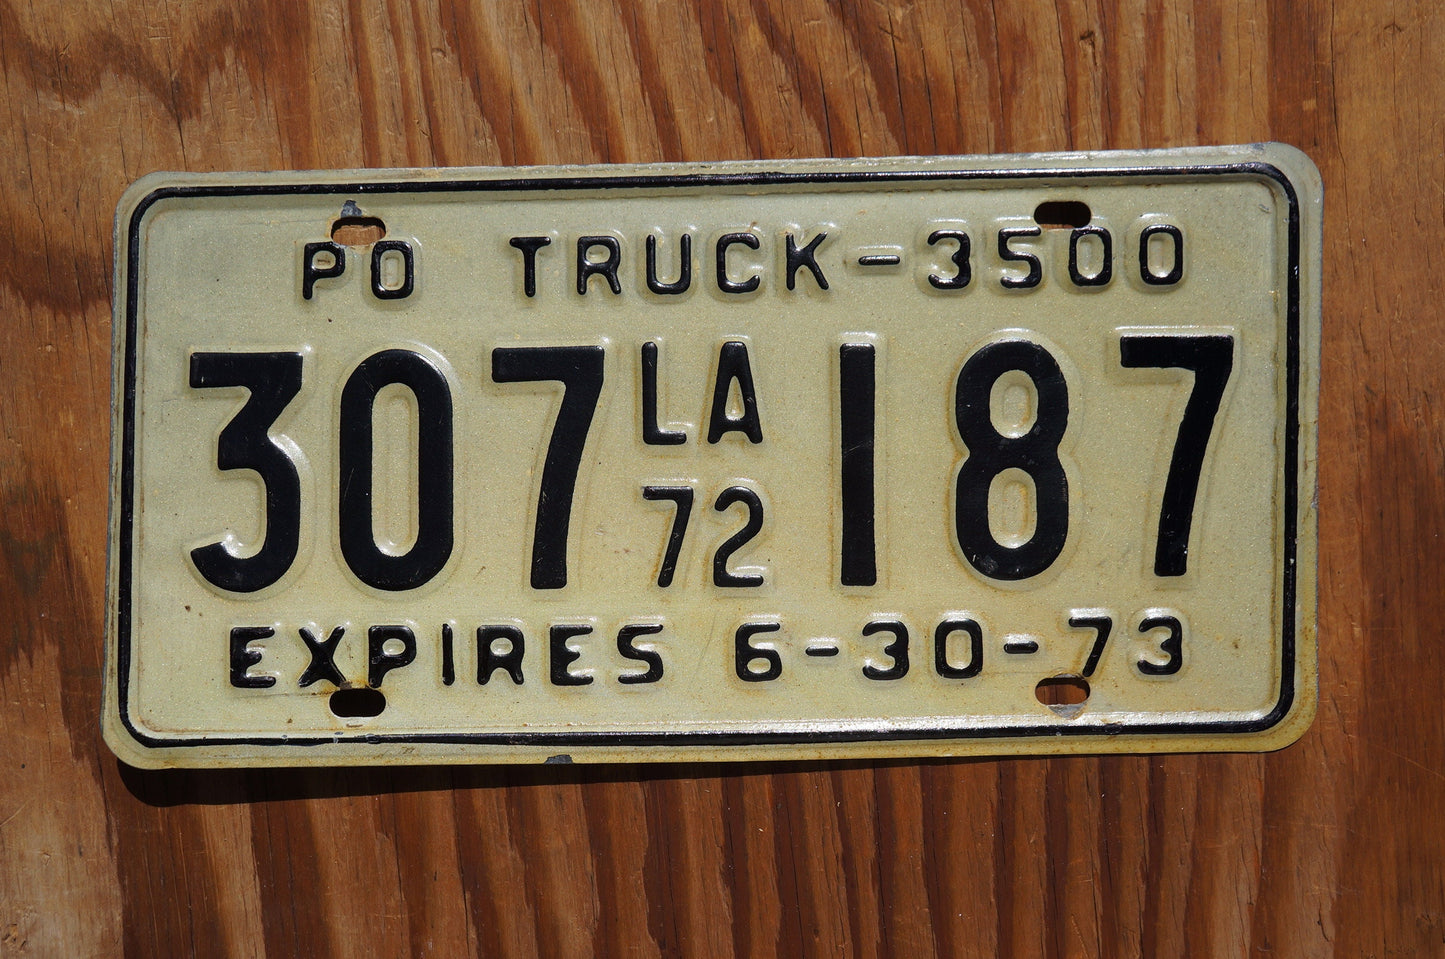 PO TRUCK-3500
307 LA 187
72
EXPIRES 6-30-73